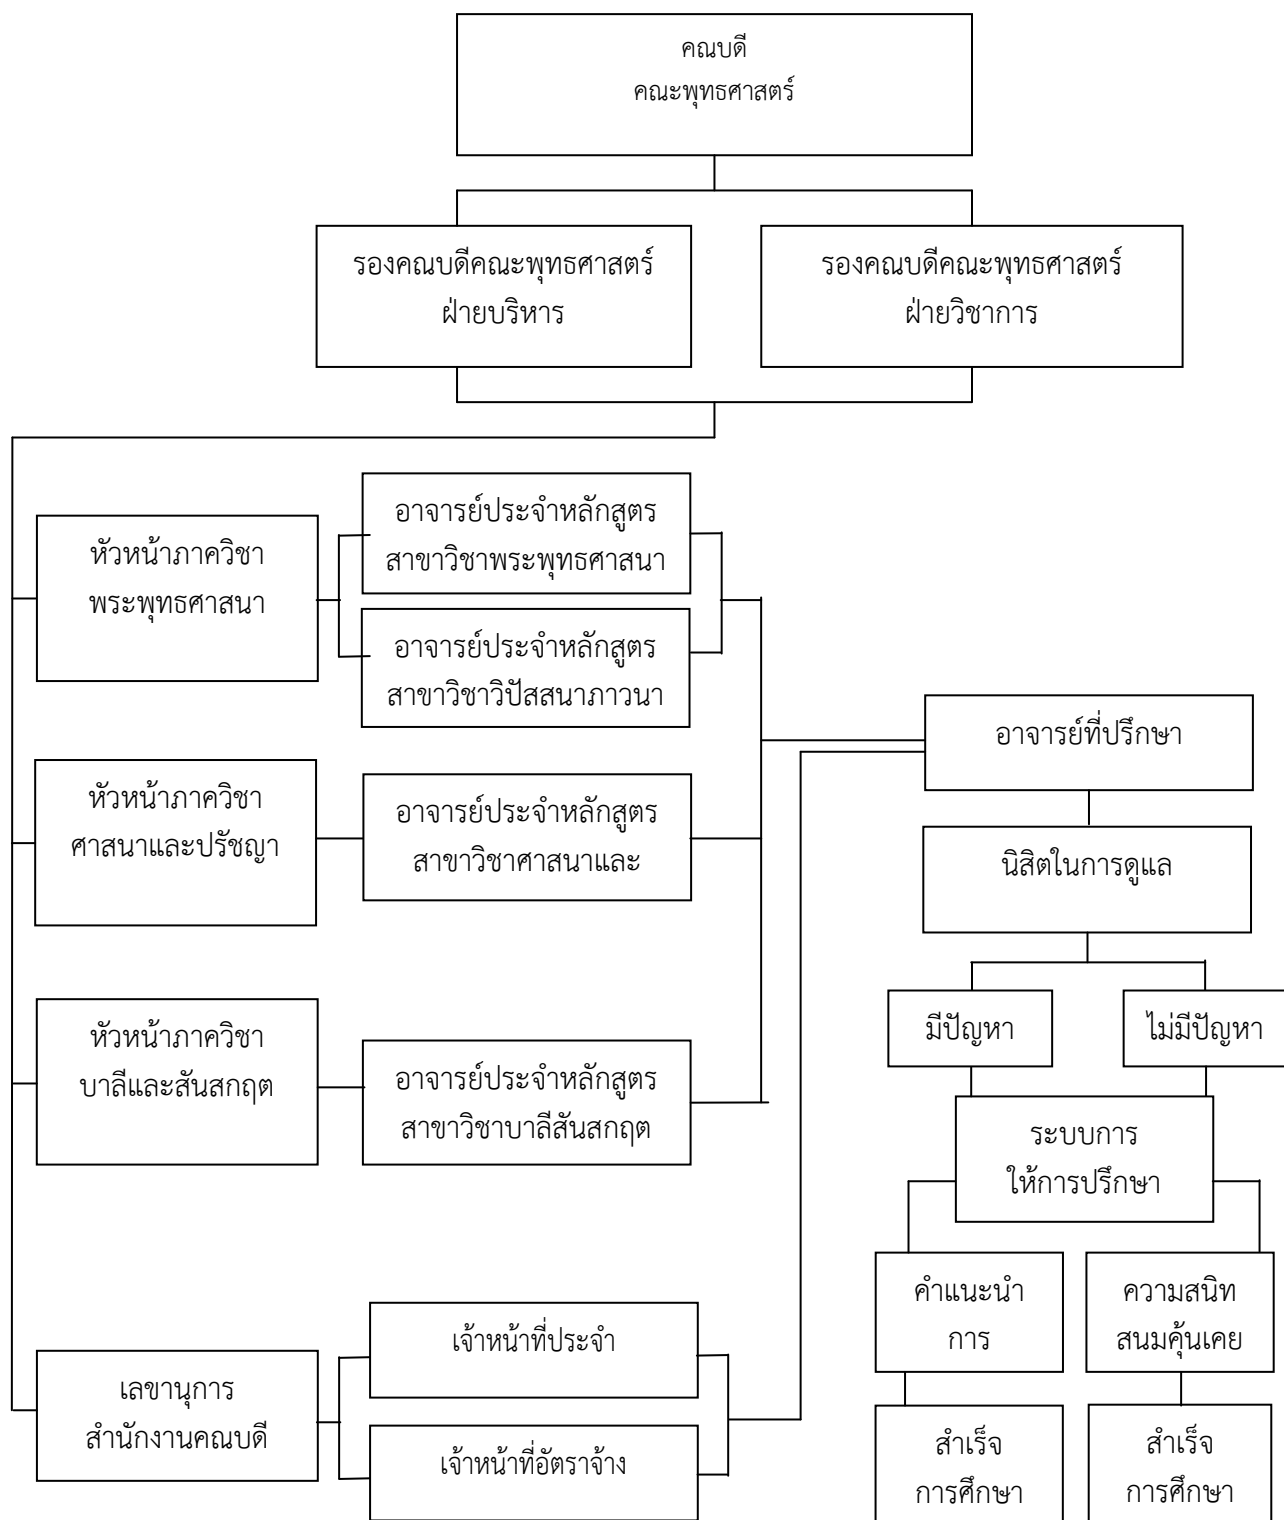 คณบดี
คณะพุทธศาสตร์
รองคณบดีคณะพุทธศาสตร์
ฝ่ายบริหาร
รองคณบดีคณะพุทธศาสตร์
ฝ่ายวิชาการ
หัวหน้าภาควิชา
พระพุทธศาสนา
อาจารย์ประจำหลักสูตร
สาขาวิชาพระพุทธศาสนา
อาจารย์ประจำหลักสูตร
สาขาวิชาวิปัสสนาภาวนา
หัวหน้าภาควิชา
ศาสนาและปรัชญา
อาจารย์ประจำหลักสูตร
สาขาวิชาศาสนาและ
หัวหน้าภาควิชา
บาลีและสันสกฤต
อาจารย์ประจำหลักสูตร
สาขาวิชาบาลีสันสกฤต
เลขานุการ
สำนักงานคณบดี
เจ้าหน้าที่ประจำ
เจ้าหน้าที่อัตราจ้าง
อาจารย์ที่ปรึกษา
นิสิตในการดูแล
มีปัญหา
ไม่มีปัญหา
ระบบการ
ให้การปรึกษา
คำแนะนำ
การ
ความสนิท
สนมคุ้นเคย
สำเร็จ
การศึกษา
สำเร็จ
การศึกษา